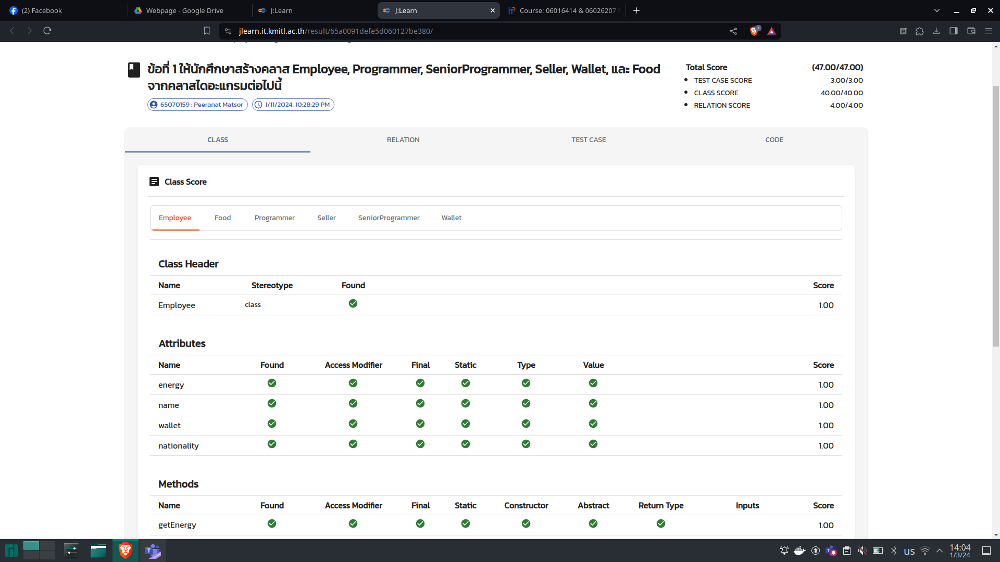 (2) Facebook
Webpage - Google Drive
J:Learn
J:Learn
Course: 06016414 & 06026207
jlearn.it.kmitl.ac.th/result/65a0091defe5d060127be380/
ข้อที่ 1 ให้นักศึกษาสร้างคลาส Employee, Programmer, SeniorProgrammer, Seller, Wallet, และ Food
จากคลาสไดอะแกรมต่อไปนี้
65070159 : Peeranat Matsor
1/11/2024, 10:28:29 PM
Total Score (47.00/47.00)
TEST CASE SCORE 3.00/3.00
CLASS SCORE 40.00/40.00
RELATION SCORE 4.00/4.00
CLASS RELATION TEST CASE CODE
Class Score
Employee Food Programmer Seller SeniorProgrammer Wallet
Class Header
Name Stereotype Found Score
Employee class 1.00
Attributes
Name Found Access Modifier Final Static Type Value Score
energy 1.00
name 1.00
wallet 1.00
nationality 1.00
Methods
Name Found Access Modifier Final Static Constructor Abstract Return Type Inputs Score
getEnergy 1.00
us
14:04
1/3/24